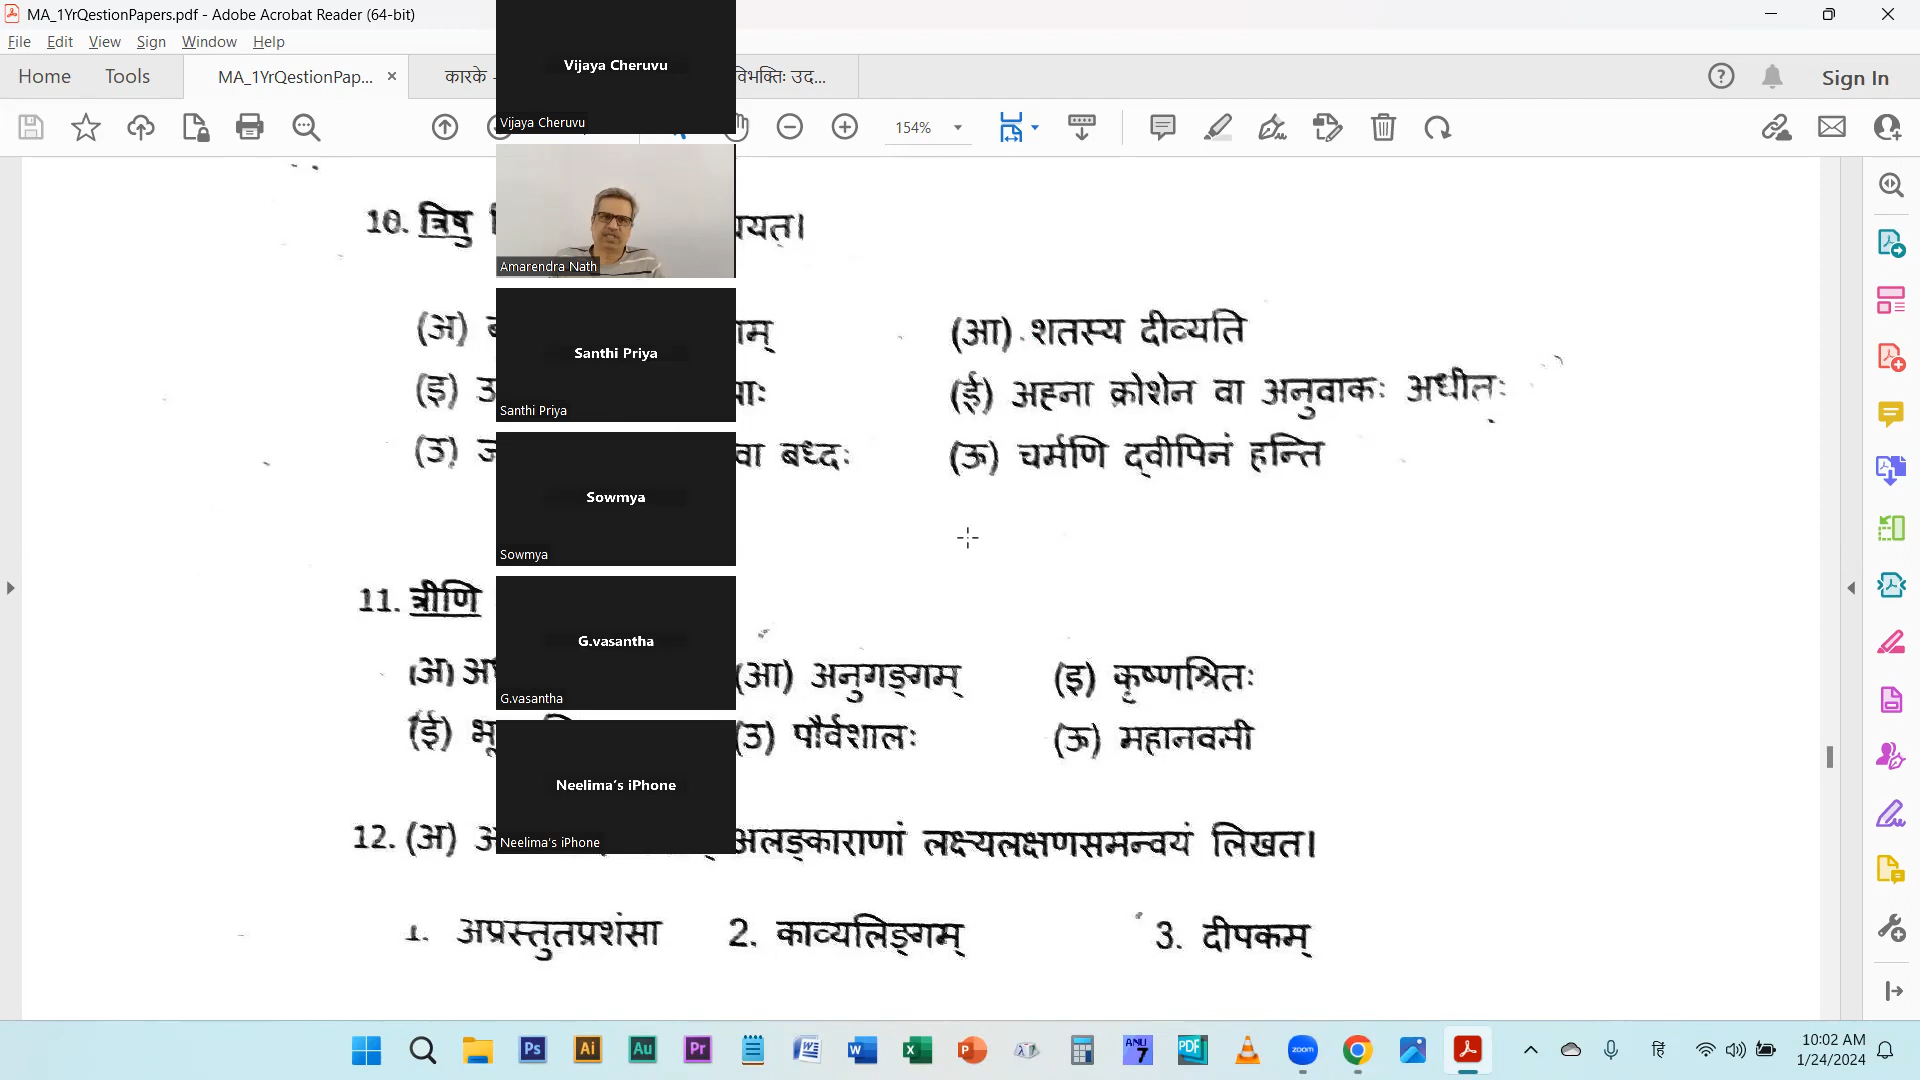 MA_1YrQestionPapers.pdf - Adobe Acrobat Reader (64-bit)
File Edit View Sign Window Help
Home Tools MA_1YrQestionPap... कारके - विभक्तिः उद... Sign In
154%
Vijaya Cheruvu
Vijaya Cheruvu
Amarendra Nath
Santhi Priya
Santhi Priya
Sowmya
Sowmya
G.vasantha
G.vasantha
Neelima's iPhone
Neelima's iPhone
10. त्रिषु
(अ) (आ) शतस्य दीव्यति
(इ) (ई) अह्ना क्रोशेन वा अनुवाकः अधीतः
(उ) वा बध्दः (ऊ) चर्मणि द्वीपिनं हन्ति
11. त्रीणि
(अ) (आ) अनुगङ्गम् (इ) कृष्णश्रितः
(ई) (उ) पौर्वशालः (ऊ) महानवमी
12. (अ) अलङ्काराणां लक्ष्यलक्षणसमन्वयं लिखत।
1. अप्रस्तुतप्रशंसा 2. काव्यलिङ्गम् 3. दीपकम्
10:02 AM
1/24/2024